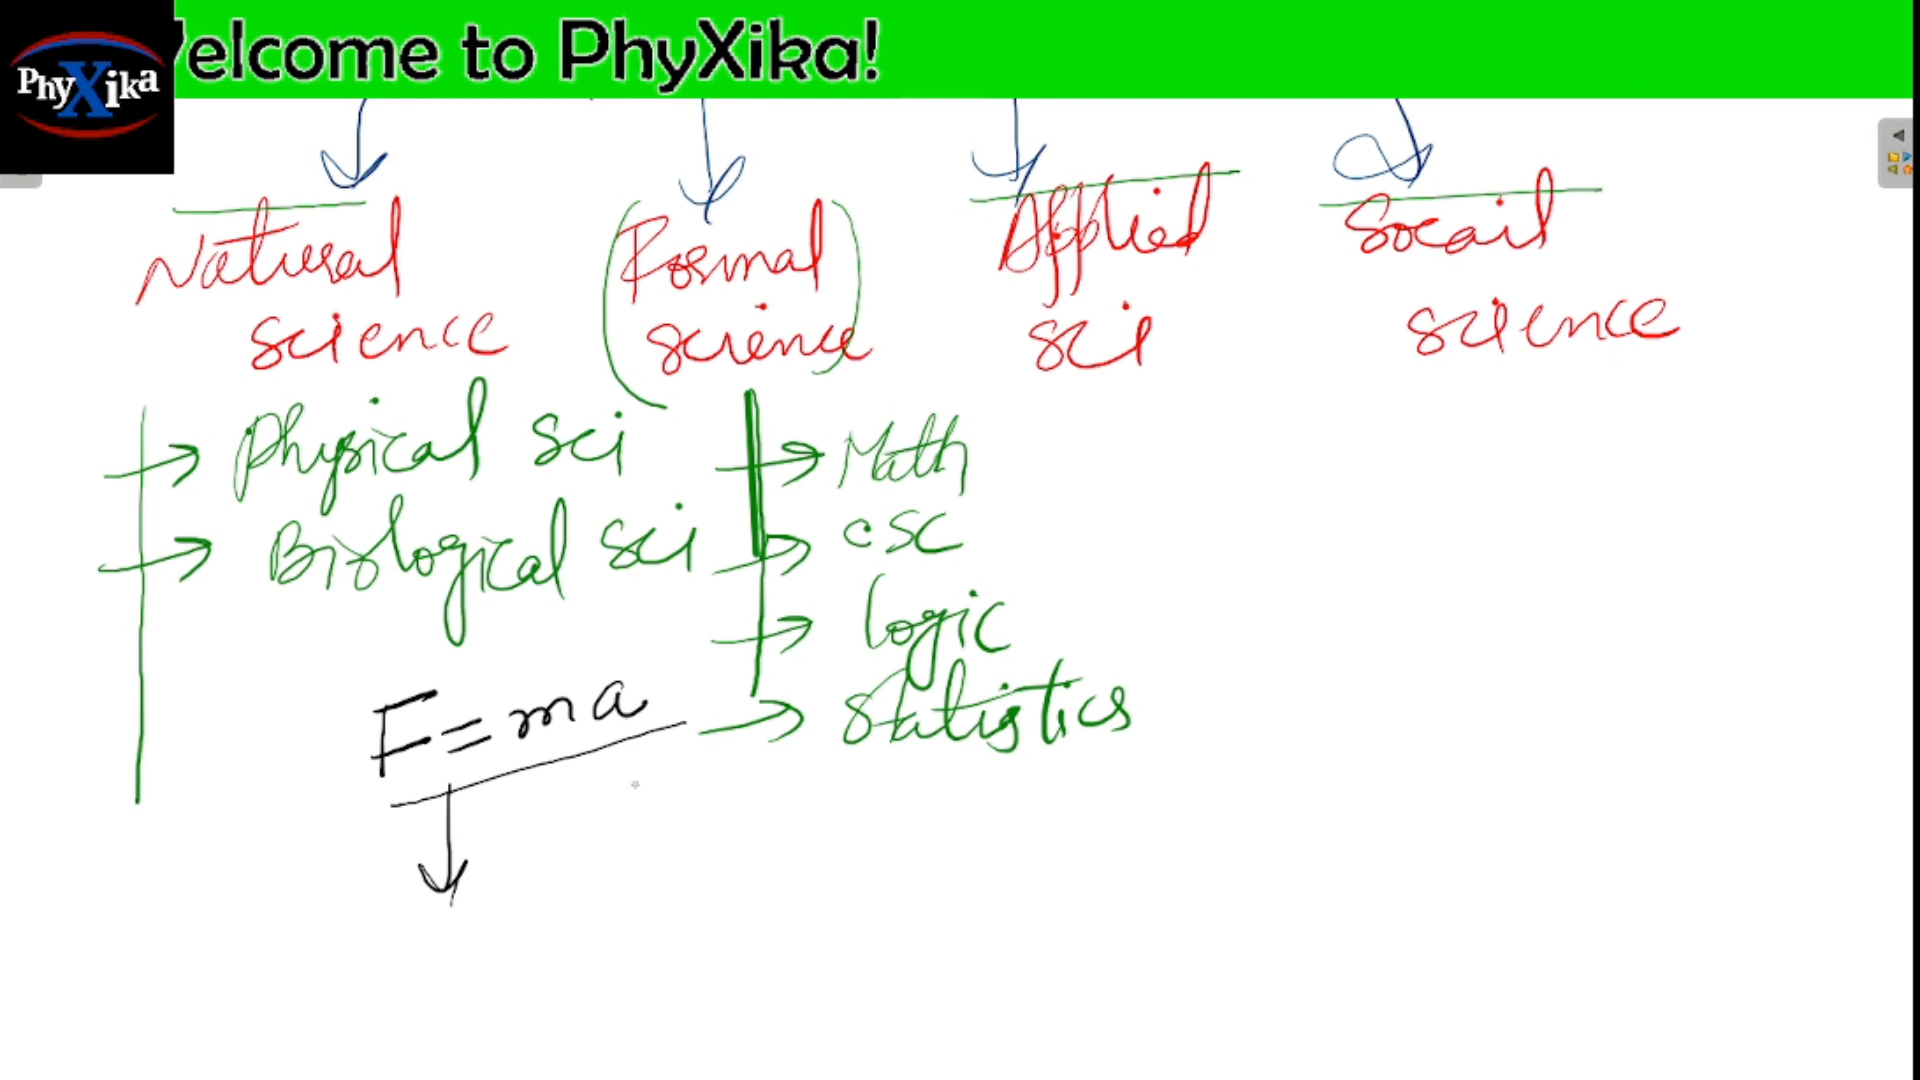 Welcome to PhyXika!
PhyXika
Natural science
Formal science
Applied sci
Socail science
Physical sci
Biological sci
Math
CSC
logic
Statistics
F=ma